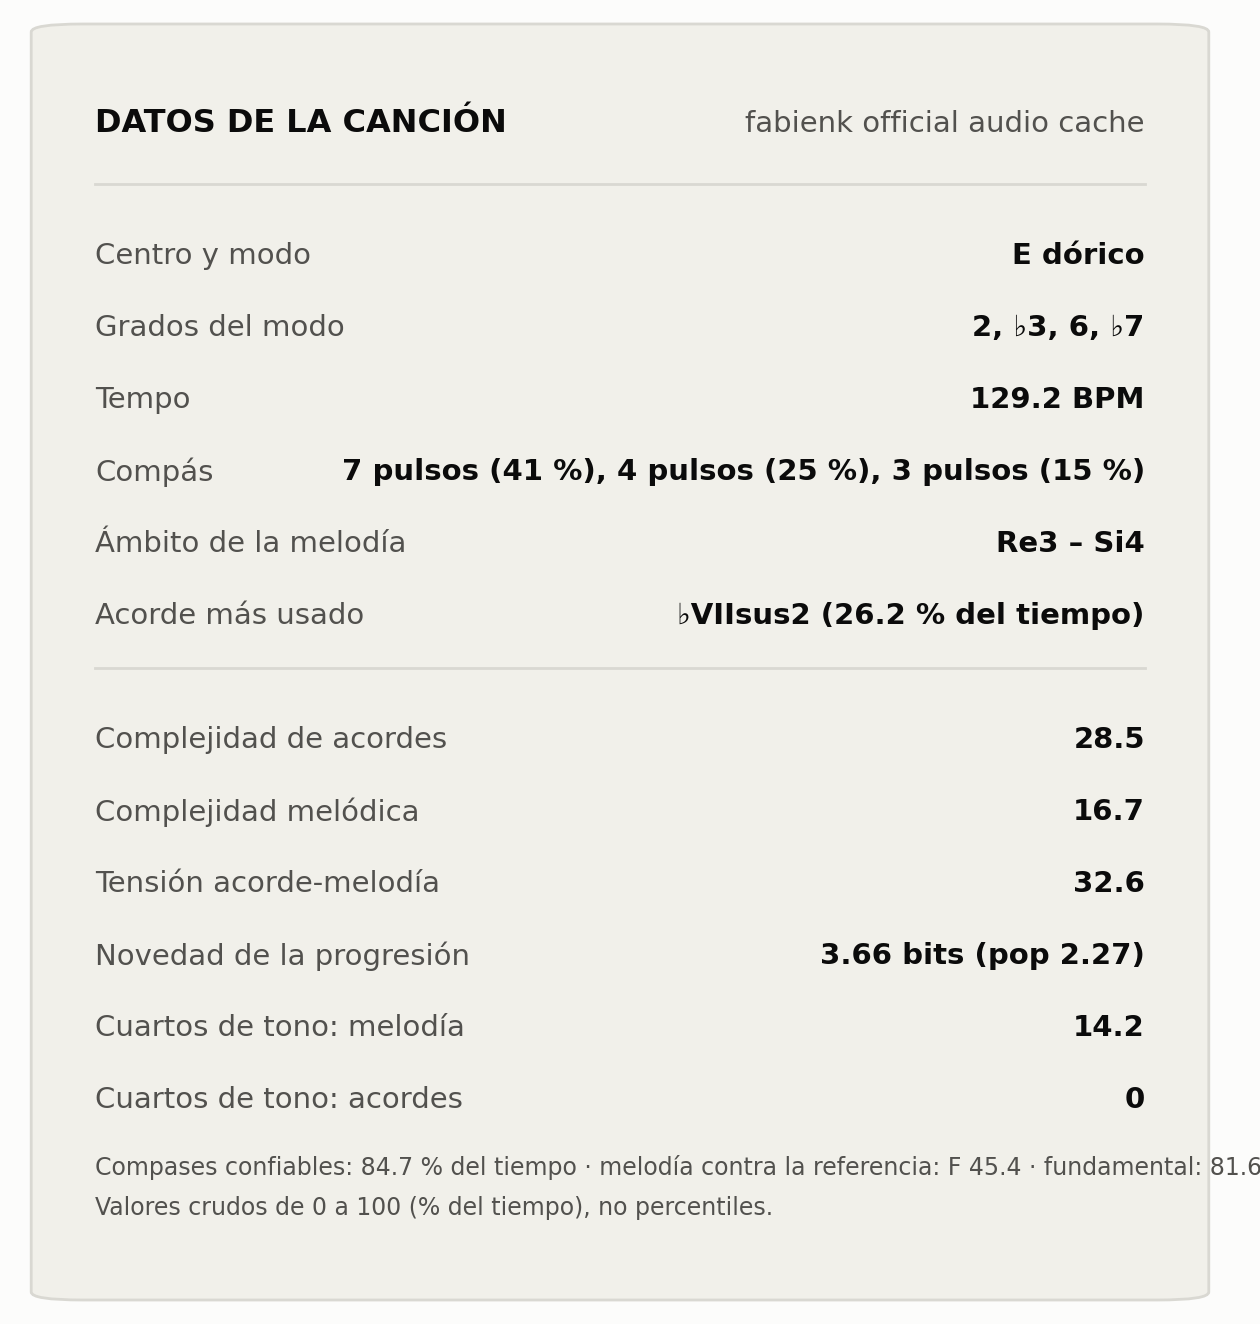 DATOS DE LA CANCIÓN fabienk official audio cache
Centro y modo E dórico
Grados del modo 2, ♭3, 6, ♭7
Tempo 129.2 BPM
Compás 7 pulsos (41 %), 4 pulsos (25 %), 3 pulsos (15 %)
Ámbito de la melodía Re3 – Si4
Acorde más usado ♭VIIsus2 (26.2 % del tiempo)
Complejidad de acordes 28.5
Complejidad melódica 16.7
Tensión acorde-melodía 32.6
Novedad de la progresión 3.66 bits (pop 2.27)
Cuartos de tono: melodía 14.2
Cuartos de tono: acordes 0
Compases confiables: 84.7 % del tiempo · melodía contra la referencia: F 45.4 · fundamental: 81.6
Valores crudos de 0 a 100 (% del tiempo), no percentiles.